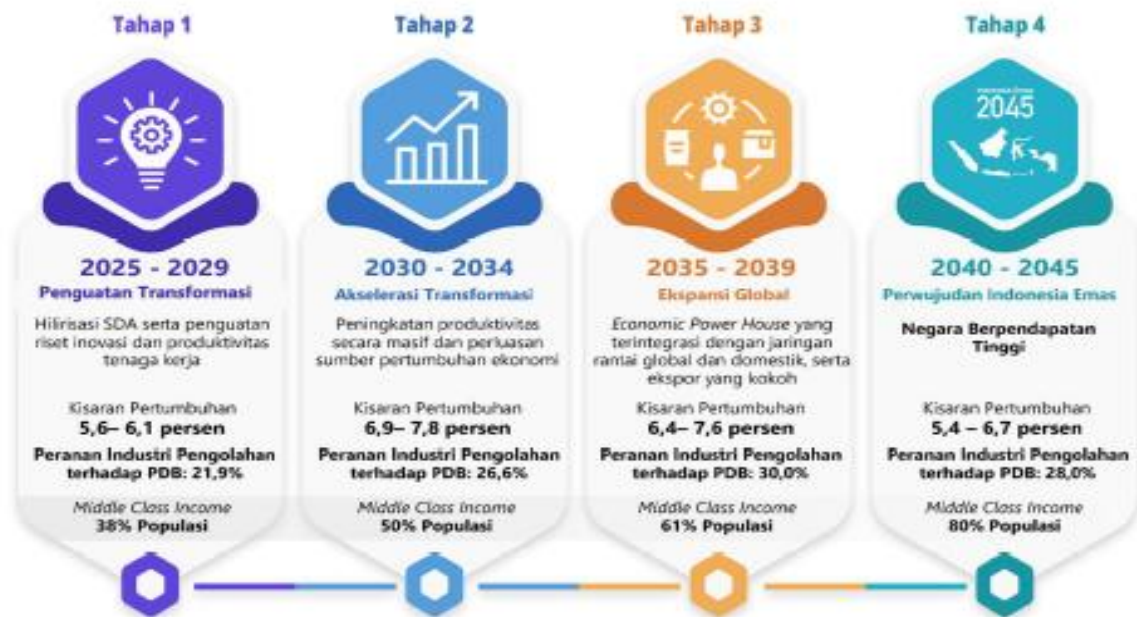 Tahap 1
2025 - 2029
Penguatan Transformasi
Hilirisasi SDA serta penguatan
riset inovasi dan produktivitas
tenaga kerja
Kisaran Pertumbuhan
5,6– 6,1 persen
Peranan Industri Pengolahan
terhadap PDB: 21,9%
Middle Class Income
38% Populasi
Tahap 2
2030 - 2034
Akselerasi Transformasi
Peningkatan produktivitas
secara masif dan perluasan
sumber pertumbuhan ekonomi
Kisaran Pertumbuhan
6,9– 7,8 persen
Peranan Industri Pengolahan
terhadap PDB: 26,6%
Middle Class Income
50% Populasi
Tahap 3
2035 - 2039
Ekspansi Global
Economic Power House yang
terintegrasi dengan jaringan
rantai global dan domestik, serta
ekspor yang kokoh
Kisaran Pertumbuhan
6,4– 7,6 persen
Peranan Industri Pengolahan
terhadap PDB: 30,0%
Middle Class Income
61% Populasi
Tahap 4
2045
2040 - 2045
Perwujudan Indonesia Emas
Negara Berpendapatan
Tinggi
Kisaran Pertumbuhan
5,4 – 6,7 persen
Peranan Industri Pengolahan
terhadap PDB: 28,0%
Middle Class Income
80% Populasi